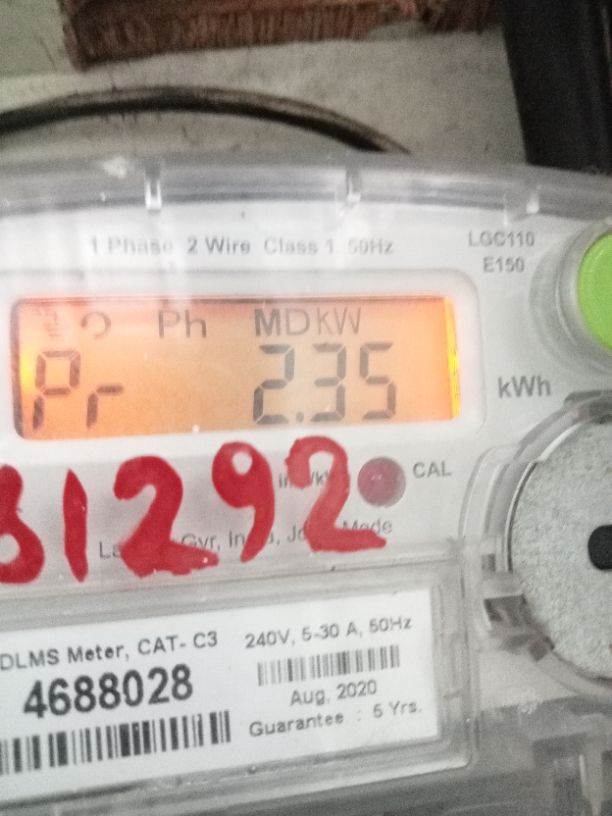 1 Phase 2 Wire Class 1 50Hz
LGC110
E150
Ph MDKW
Pr 2.35
kWh
CAL
31292
Mode
DLMS Meter, CAT- C3
4688028
240V, 5-30 A, 50Hz
Aug, 2020
Guarantee : 5 Yrs.